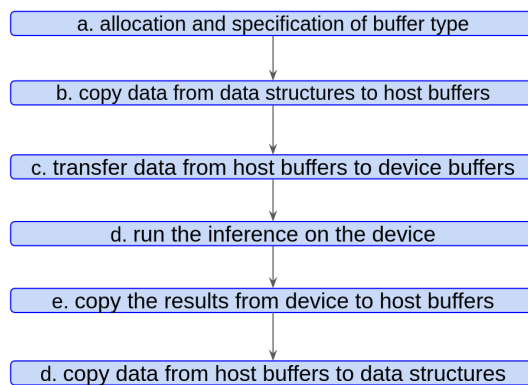 a. allocation and specification of buffer type
b. copy data from data structures to host buffers
c. transfer data from host buffers to device buffers
d. run the inference on the device
e. copy the results from device to host buffers
d. copy data from host buffers to data structures